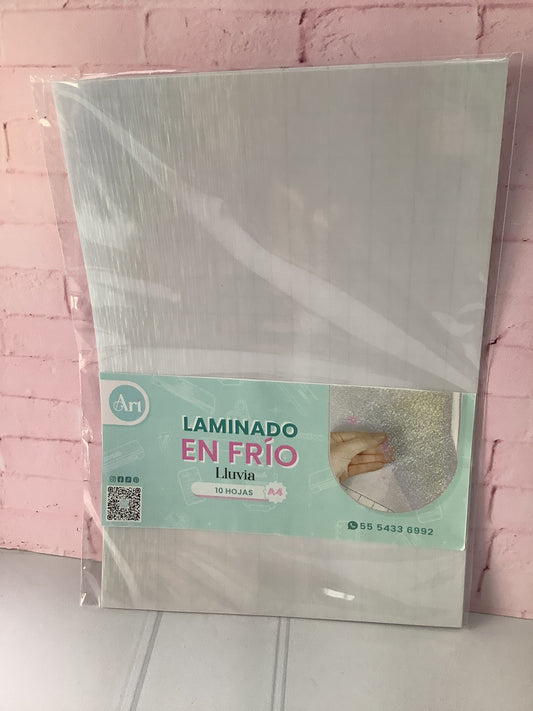 Art
LAMINADO
EN FRÍO
Lluvia
10 HOJAS A4
55 5433 6992